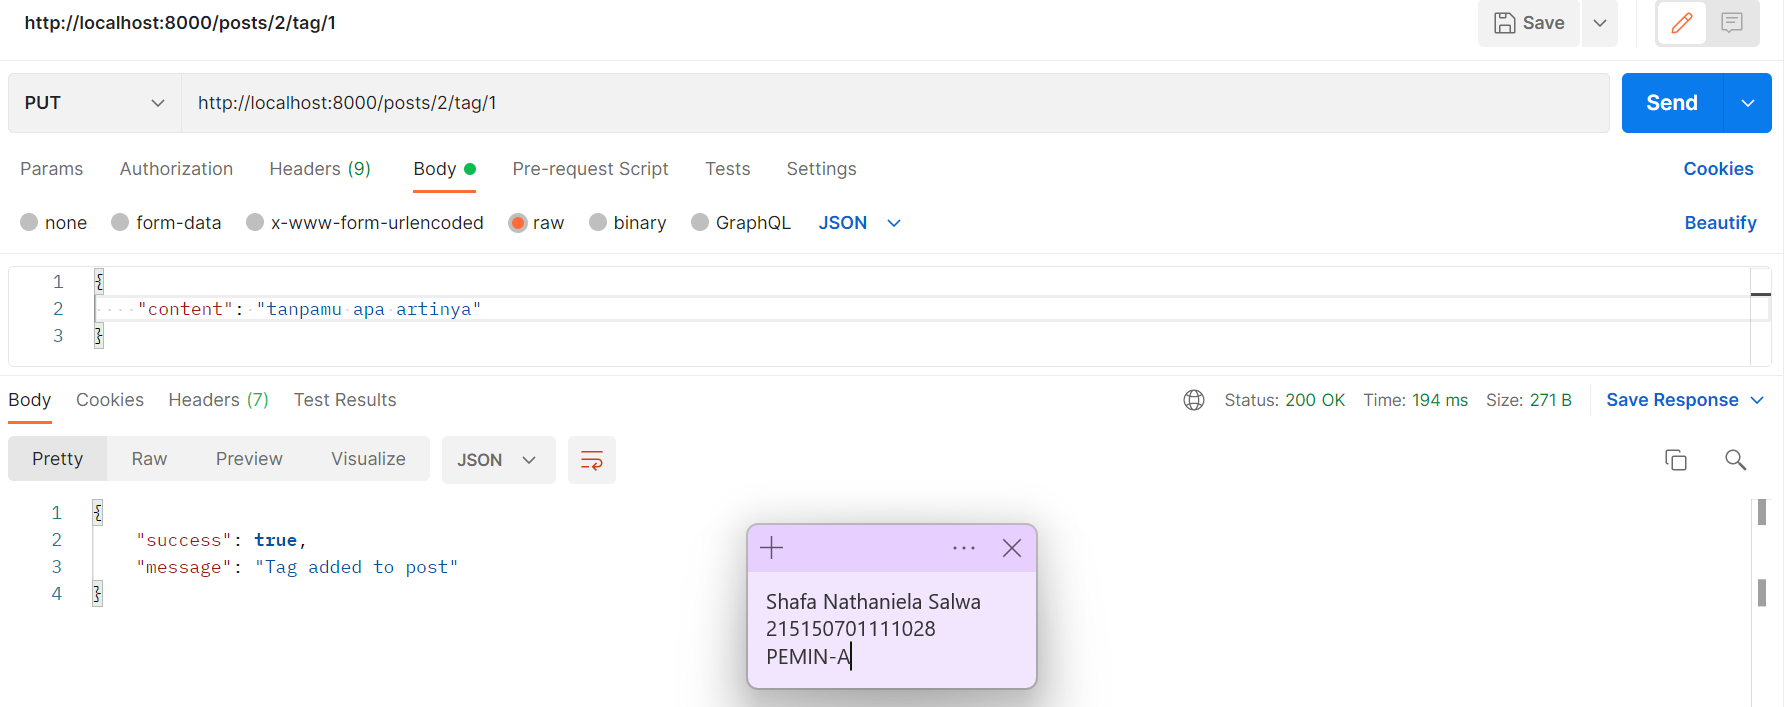 http://localhost:8000/posts/2/tag/1
Save
PUT
http://localhost:8000/posts/2/tag/1
Send
Params Authorization Headers (9) Body Pre-request Script Tests Settings Cookies
none form-data x-www-form-urlencoded raw binary GraphQL JSON Beautify
1 {
2 "content": "tanpamu apa artinya"
3 }
Body Cookies Headers (7) Test Results Status: 200 OK Time: 194 ms Size: 271 B Save Response
Pretty Raw Preview Visualize JSON
1 {
2 "success": true,
3 "message": "Tag added to post"
4 }
Shafa Nathaniela Salwa
215150701111028
PEMIN-A